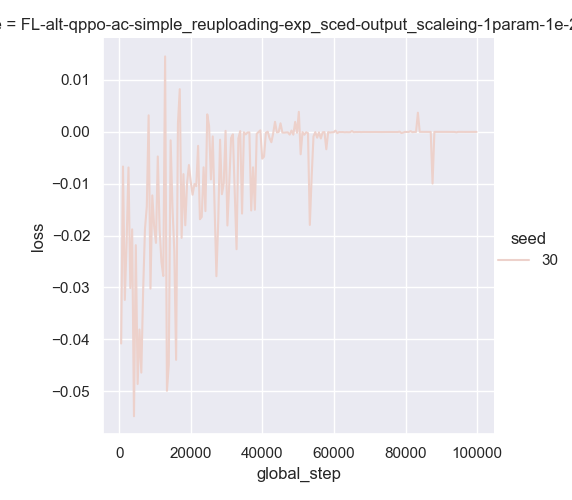 e = FL-alt-qppo-ac-simple_reuploading-exp_sced-output_scaleing-1param-1e-2
0.01
0.00
−0.01
−0.02
−0.03
−0.04
−0.05
loss
seed
30
0 20000 40000 60000 80000 100000
global_step